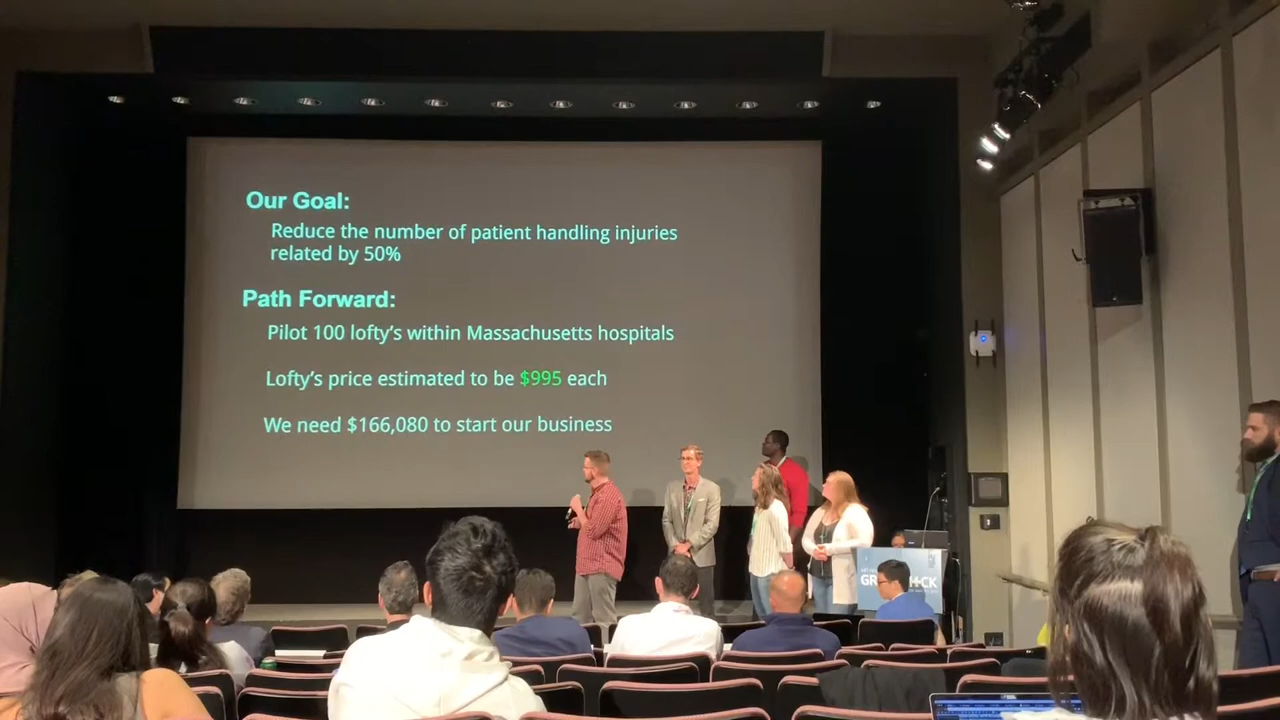 Our Goal:
Reduce the number of patient handling injuries
related by 50%
Path Forward:
Pilot 100 lofty's within Massachusetts hospitals
Lofty's price estimated to be $995 each
We need $166,080 to start our business